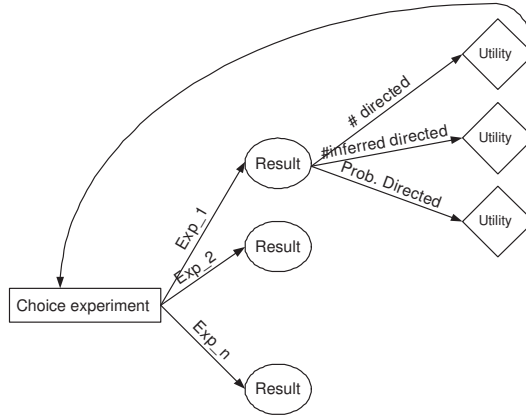 Utility
# directed
#inferred directed
Utility
Prob. Directed
Result
Utility
Exp_1
Result
Exp_2
Choice experiment
Exp_n
Result